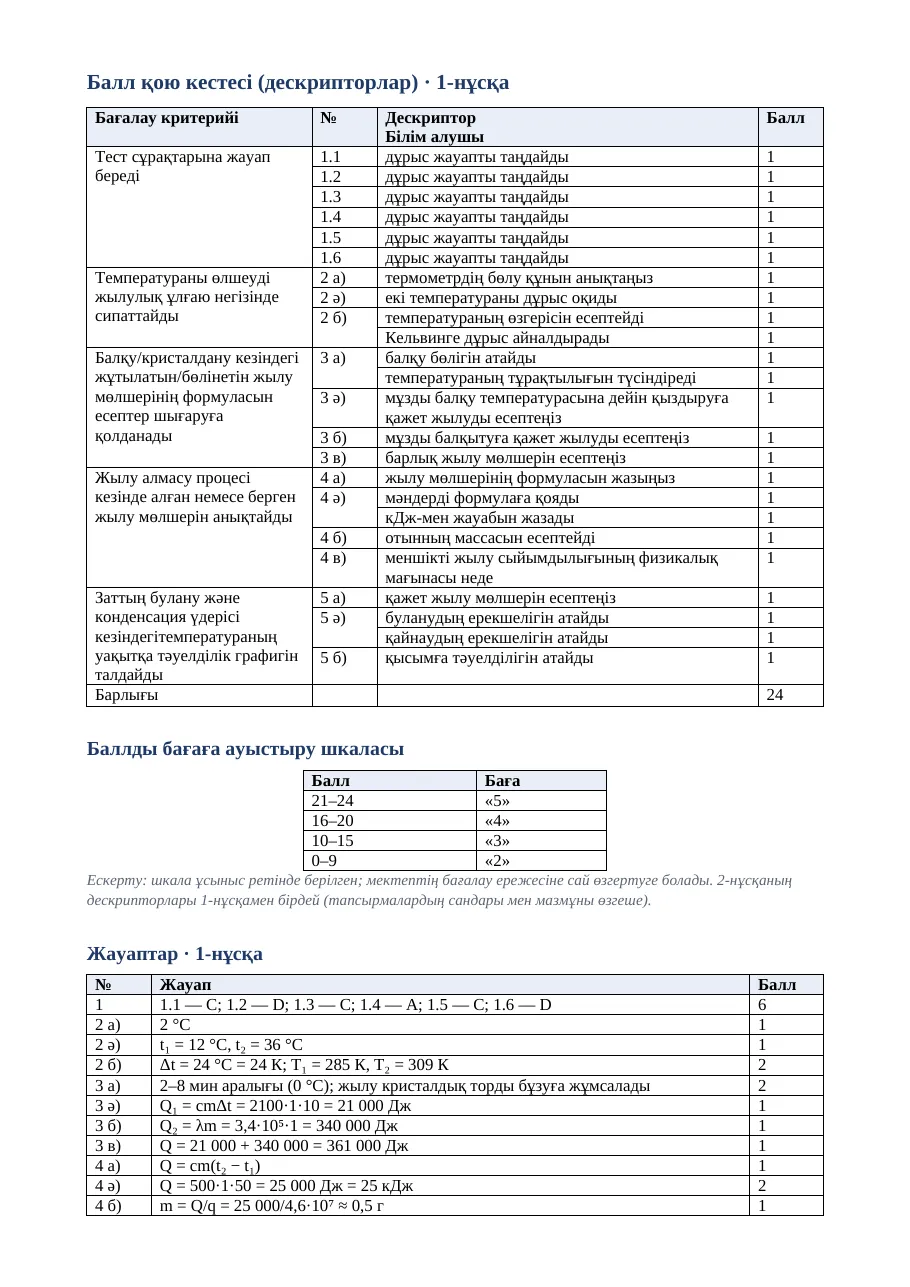 Балл қою кестесі (дескрипторлар) · 1-нұсқа
Бағалау критерийі № Дескриптор Балл
Білім алушы
Тест сұрақтарына жауап 1.1 дұрыс жауапты таңдайды 1
береді 1.2 дұрыс жауапты таңдайды 1
1.3 дұрыс жауапты таңдайды 1
1.4 дұрыс жауапты таңдайды 1
1.5 дұрыс жауапты таңдайды 1
1.6 дұрыс жауапты таңдайды 1
Температураны өлшеуді 2 а) термометрдің бөлу құнын анықтаңыз 1
жылулық ұлғаю негізінде 2 ә) екі температураны дұрыс оқиды 1
сипаттайды 2 б) температураның өзгерісін есептейді 1
Кельвинге дұрыс айналдырады 1
Балқу/кристалдану кезіндегі 3 а) балқу бөлігін атайды 1
жұтылатын/бөлінетін жылу температураның тұрақтылығын түсіндіреді 1
мөлшерінің формуласын 3 ә) мұзды балқу температурасына дейін қыздыруға 1
есептер шығаруға қажет жылуды есептеңіз
қолданады 3 б) мұзды балқытуға қажет жылуды есептеңіз 1
3 в) барлық жылу мөлшерін есептеңіз 1
Жылу алмасу процесі 4 а) жылу мөлшерінің формуласын жазыңыз 1
кезінде алған немесе берген 4 ә) мәндерді формулаға қояды 1
жылу мөлшерін анықтайды кДж-мен жауабын жазады 1
4 б) отынның массасын есептейді 1
4 в) меншікті жылу сыйымдылығының физикалық 1
мағынасы неде
Заттың булану және 5 а) қажет жылу мөлшерін есептеңіз 1
конденсация үдерісі 5 ә) буланудың ерекшелігін атайды 1
кезіндегітемператураның қайнаудың ерекшелігін атайды 1
уақытқа тәуелділік графигін 5 б) қысымға тәуелділігін атайды 1
талдайды
Барлығы 24
Баллды бағаға ауыстыру шкаласы
Балл Баға
21–24 «5»
16–20 «4»
10–15 «3»
0–9 «2»
Ескерту: шкала ұсыныс ретінде берілген; мектептің бағалау ережесіне сай өзгертуге болады. 2-нұсқаның
дескрипторлары 1-нұсқамен бірдей (тапсырмалардың сандары мен мазмұны өзгеше).
Жауаптар · 1-нұсқа
№ Жауап Балл
1 1.1 — C; 1.2 — D; 1.3 — C; 1.4 — A; 1.5 — C; 1.6 — D 6
2 а) 2 °C 1
2 ә) t₁ = 12 °C, t₂ = 36 °C 1
2 б) Δt = 24 °C = 24 K; T₁ = 285 K, T₂ = 309 K 2
3 а) 2–8 мин аралығы (0 °C); жылу кристалдық торды бұзуға жұмсалады 2
3 ә) Q₁ = cmΔt = 2100·1·10 = 21 000 Дж 1
3 б) Q₂ = λm = 3,4·10⁵·1 = 340 000 Дж 1
3 в) Q = 21 000 + 340 000 = 361 000 Дж 1
4 а) Q = cm(t₂ − t₁) 1
4 ә) Q = 500·1·50 = 25 000 Дж = 25 кДж 2
4 б) m = Q/q = 25 000/4,6·10⁷ ≈ 0,5 г 1